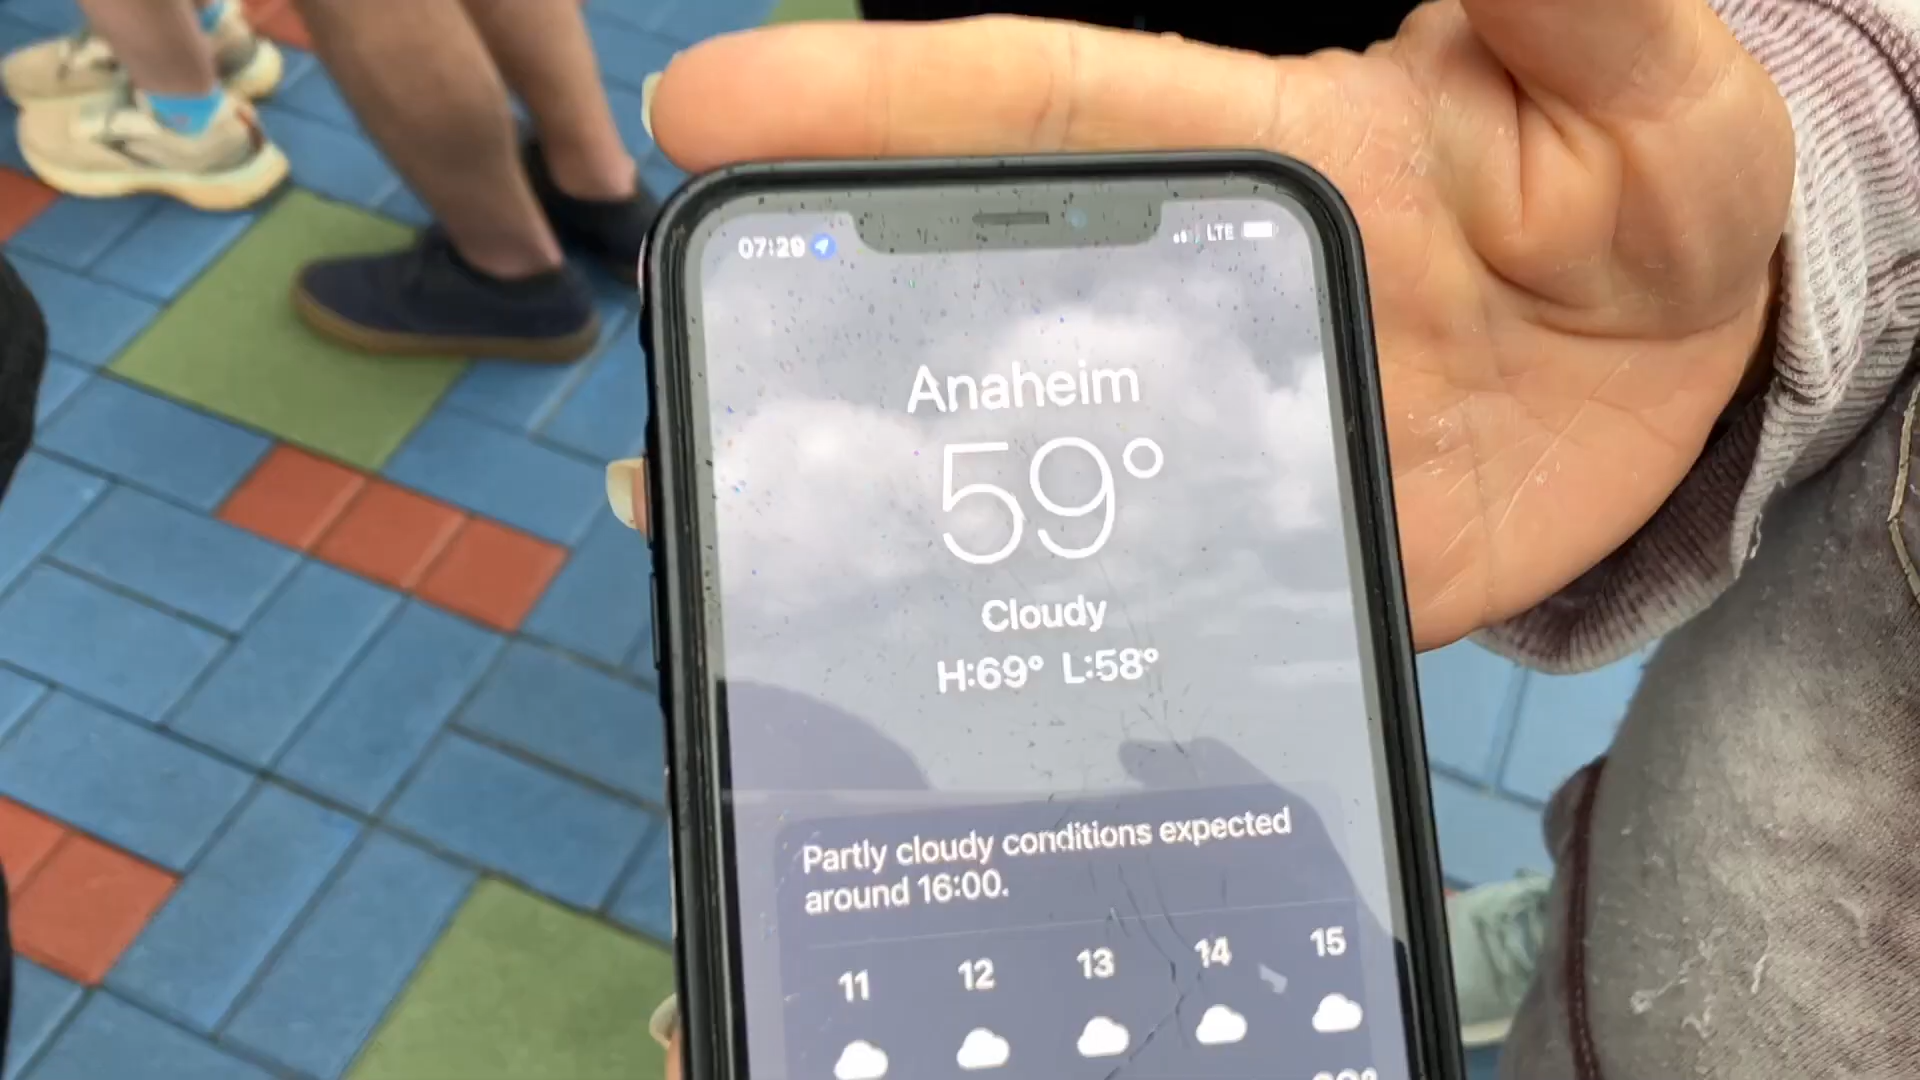 07:29
LTE
Anaheim
59°
Cloudy
H:69° L:58°
Partly cloudy conditions expected
around 16:00.
11 12 13 14 15